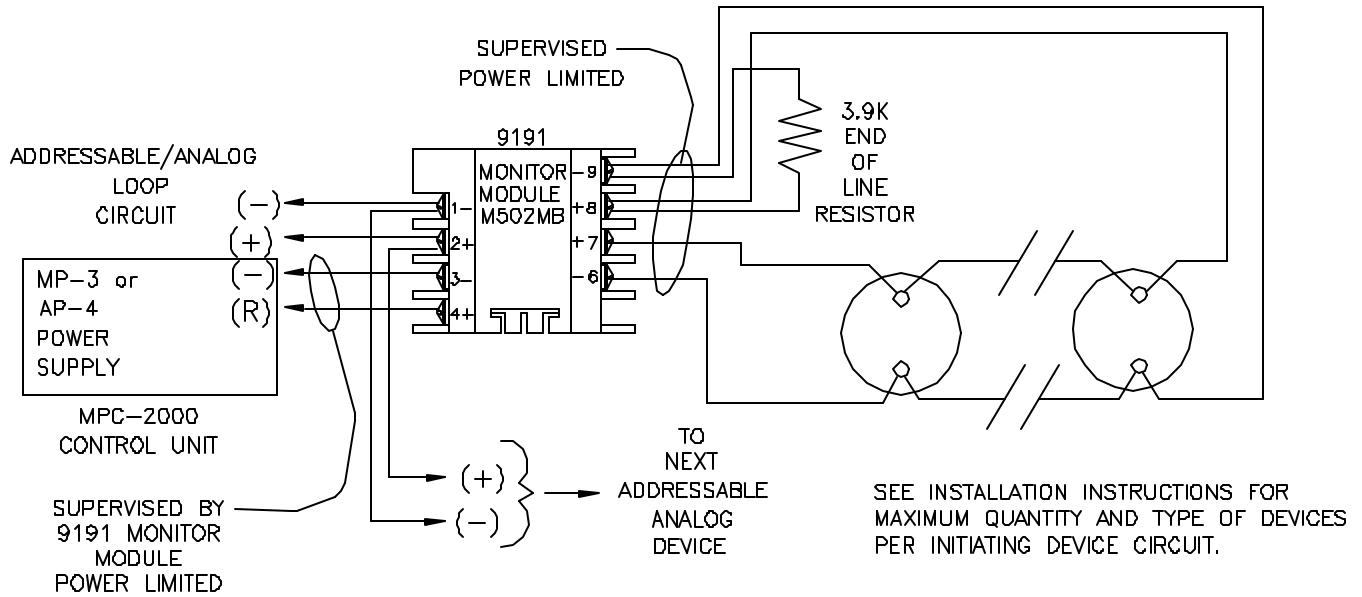 SUPERVISED
POWER LIMITED
3.9K
END
OF
LINE
RESISTOR
9191
MONITOR
MODULE
M502MB
-9
+8
+7
-6
1-
2+
3-
4+
ADDRESSABLE/ANALOG
LOOP
CIRCUIT
(-)
(+)
(-)
(R)
MP-3 or
AP-4
POWER
SUPPLY
MPC-2000
CONTROL UNIT
SUPERVISED BY
9191 MONITOR
MODULE
POWER LIMITED
(+)
(-)
TO
NEXT
ADDRESSABLE
ANALOG
DEVICE
SEE INSTALLATION INSTRUCTIONS FOR
MAXIMUM QUANTITY AND TYPE OF DEVICES
PER INITIATING DEVICE CIRCUIT.